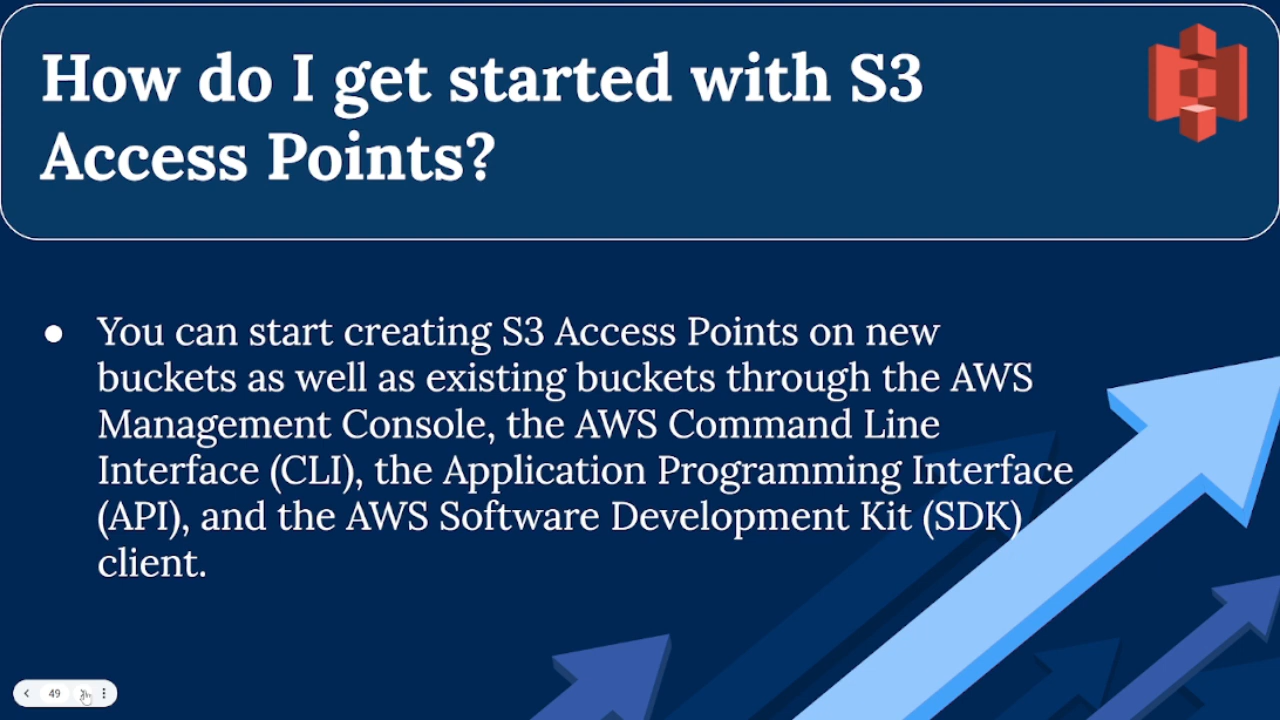 How do I get started with S3
Access Points?
● You can start creating S3 Access Points on new
buckets as well as existing buckets through the AWS
Management Console, the AWS Command Line
Interface (CLI), the Application Programming Interface
(API), and the AWS Software Development Kit (SDK)
client.
49